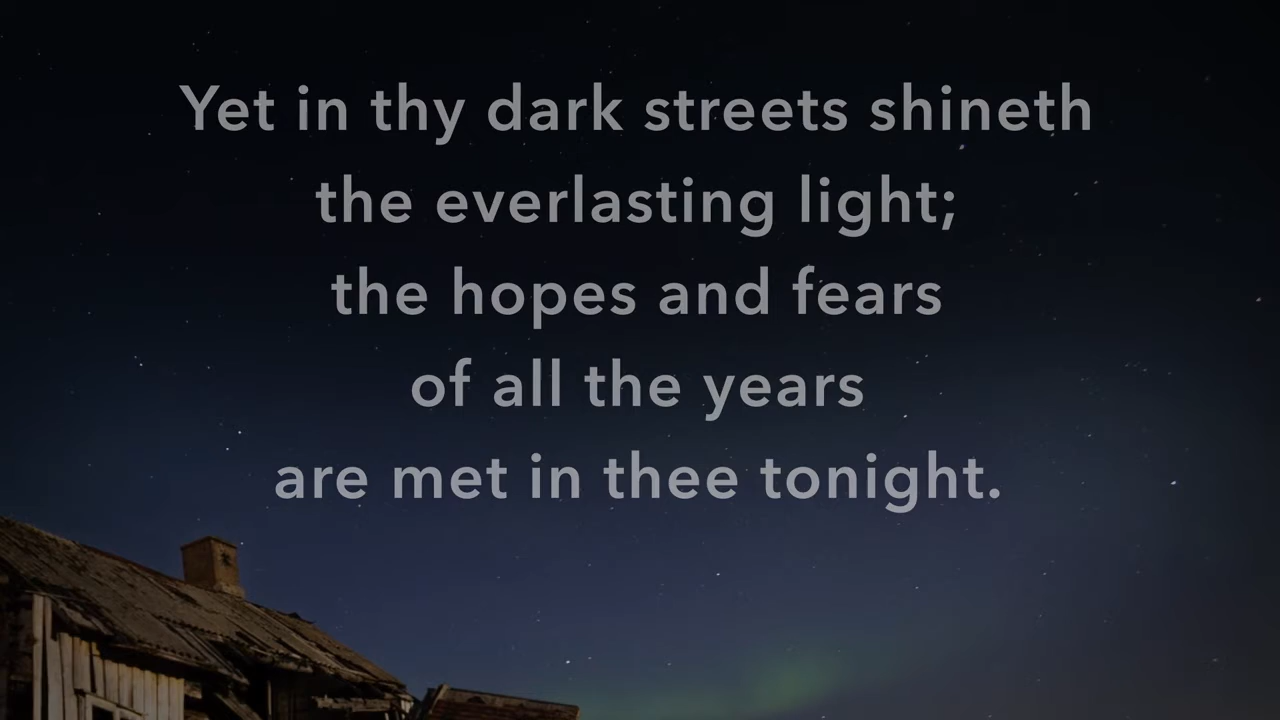 Yet in thy dark streets shineth
the everlasting light;
the hopes and fears
of all the years
are met in thee tonight.